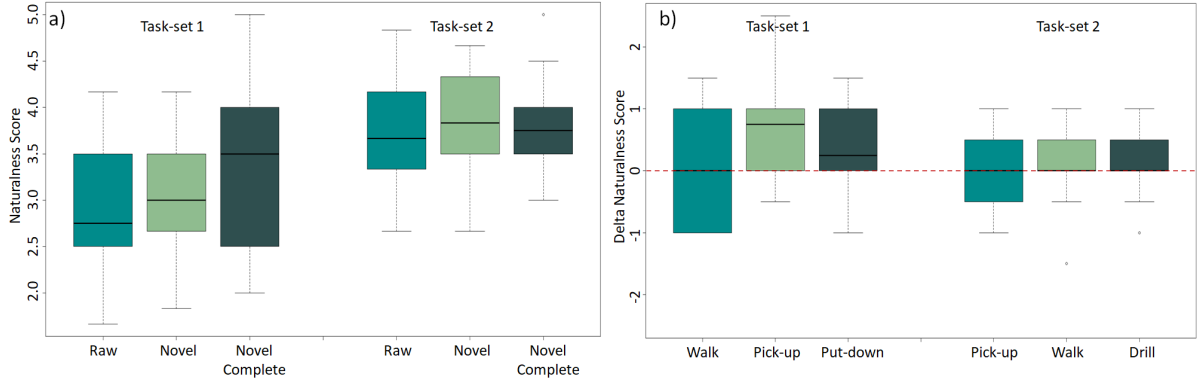 a)
Task-set 1
Task-set 2
Naturalness Score
5.0
4.5
4.0
3.5
3.0
2.5
2.0
Raw
Novel
Novel
Complete
Raw
Novel
Novel
Complete
b)
Task-set 1
Task-set 2
Delta Naturalness Score
2
1
0
-1
-2
Walk
Pick-up
Put-down
Pick-up
Walk
Drill